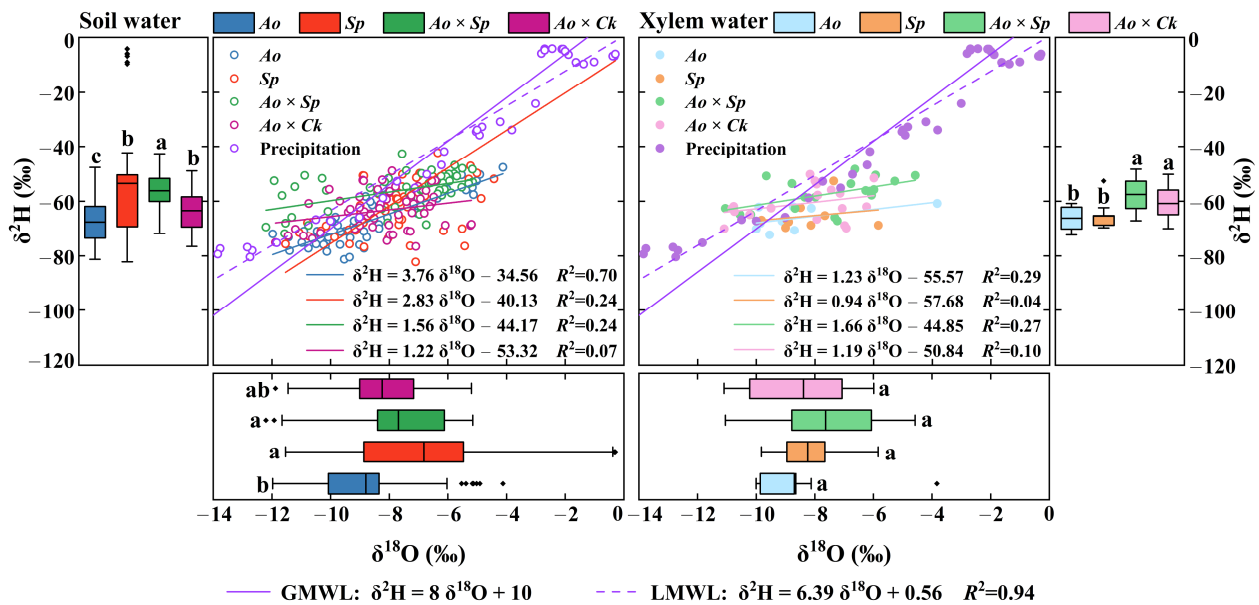 Soil water Ao Sp Ao × Sp Ao × Ck
Xylem water Ao Sp Ao × Sp Ao × Ck
δ²H (‰)
0
−20
−40
−60
−80
−100
−120
c b a b
Ao
Sp
Ao × Sp
Ao × Ck
Precipitation
δ²H = 3.76 δ¹⁸O − 34.56 R²=0.70
δ²H = 2.83 δ¹⁸O − 40.13 R²=0.24
δ²H = 1.56 δ¹⁸O − 44.17 R²=0.24
δ²H = 1.22 δ¹⁸O − 53.32 R²=0.07
Ao
Sp
Ao × Sp
Ao × Ck
Precipitation
δ²H = 1.23 δ¹⁸O − 55.57 R²=0.29
δ²H = 0.94 δ¹⁸O − 57.68 R²=0.04
δ²H = 1.66 δ¹⁸O − 44.85 R²=0.27
δ²H = 1.19 δ¹⁸O − 50.84 R²=0.10
b b a a
0
−20
−40
−60
−80
−100
−120
δ²H (‰)
ab
a
a
b
−14 −12 −10 −8 −6 −4 −2 0
δ¹⁸O (‰)
a
a
a
a
−14 −12 −10 −8 −6 −4 −2 0
δ¹⁸O (‰)
GMWL: δ²H = 8 δ¹⁸O + 10
LMWL: δ²H = 6.39 δ¹⁸O + 0.56 R²=0.94